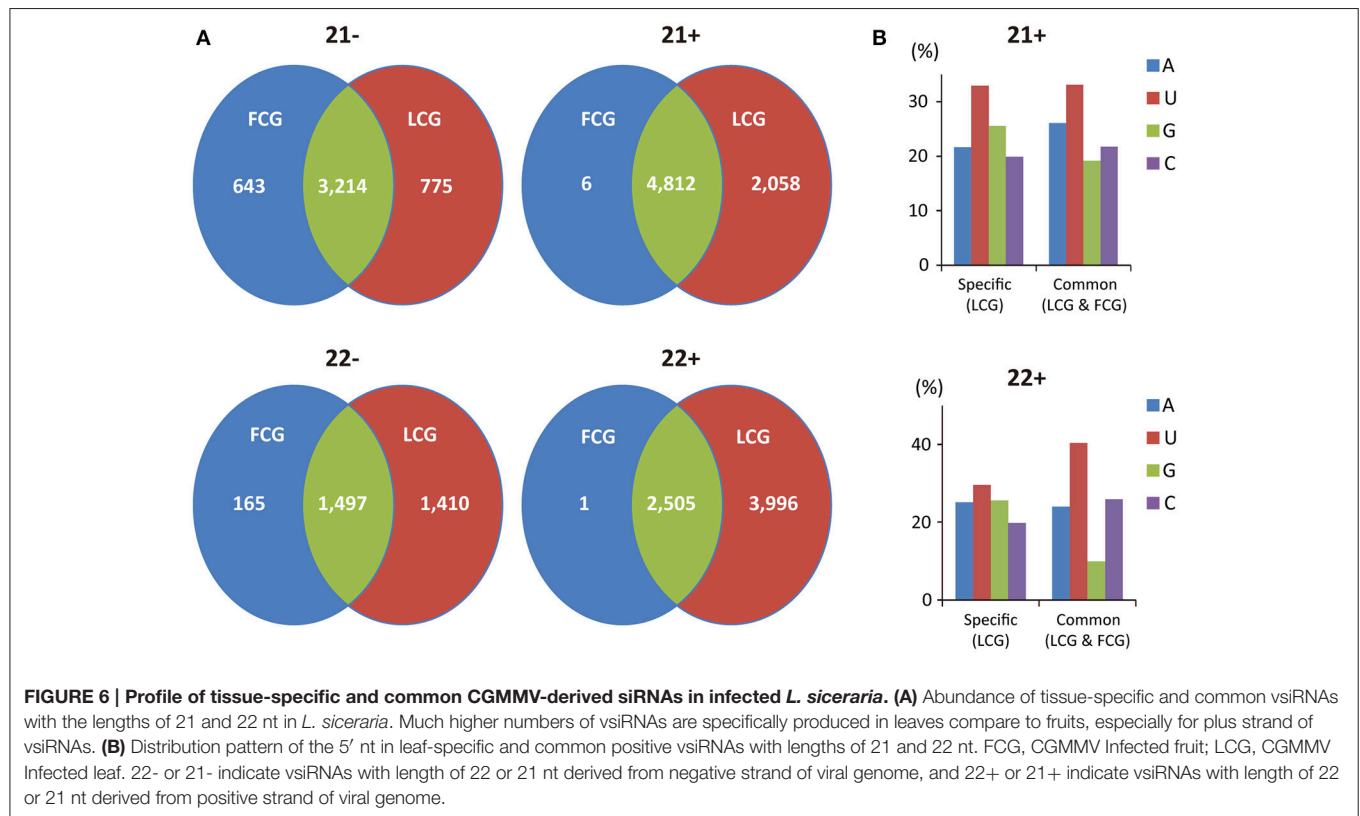 A
21-
FCG
LCG
643
3,214
775
21+
FCG
LCG
6
4,812
2,058
22-
FCG
LCG
165
1,497
1,410
22+
FCG
LCG
1
2,505
3,996
B
21+
(%)
30
20
10
0
Specific
(LCG)
Common
(LCG & FCG)
A
U
G
C
22+
(%)
40
20
0
Specific
(LCG)
Common
(LCG & FCG)
A
U
G
C
FIGURE 6 | Profile of tissue-specific and common CGMMV-derived siRNAs in infected L. siceraria. (A) Abundance of tissue-specific and common vsiRNAs
with the lengths of 21 and 22 nt in L. siceraria. Much higher numbers of vsiRNAs are specifically produced in leaves compare to fruits, especially for plus strand of
vsiRNAs. (B) Distribution pattern of the 5′ nt in leaf-specific and common positive vsiRNAs with lengths of 21 and 22 nt. FCG, CGMMV Infected fruit; LCG, CGMMV
Infected leaf. 22- or 21- indicate vsiRNAs with length of 22 or 21 nt derived from negative strand of viral genome, and 22+ or 21+ indicate vsiRNAs with length of 22
or 21 nt derived from positive strand of viral genome.